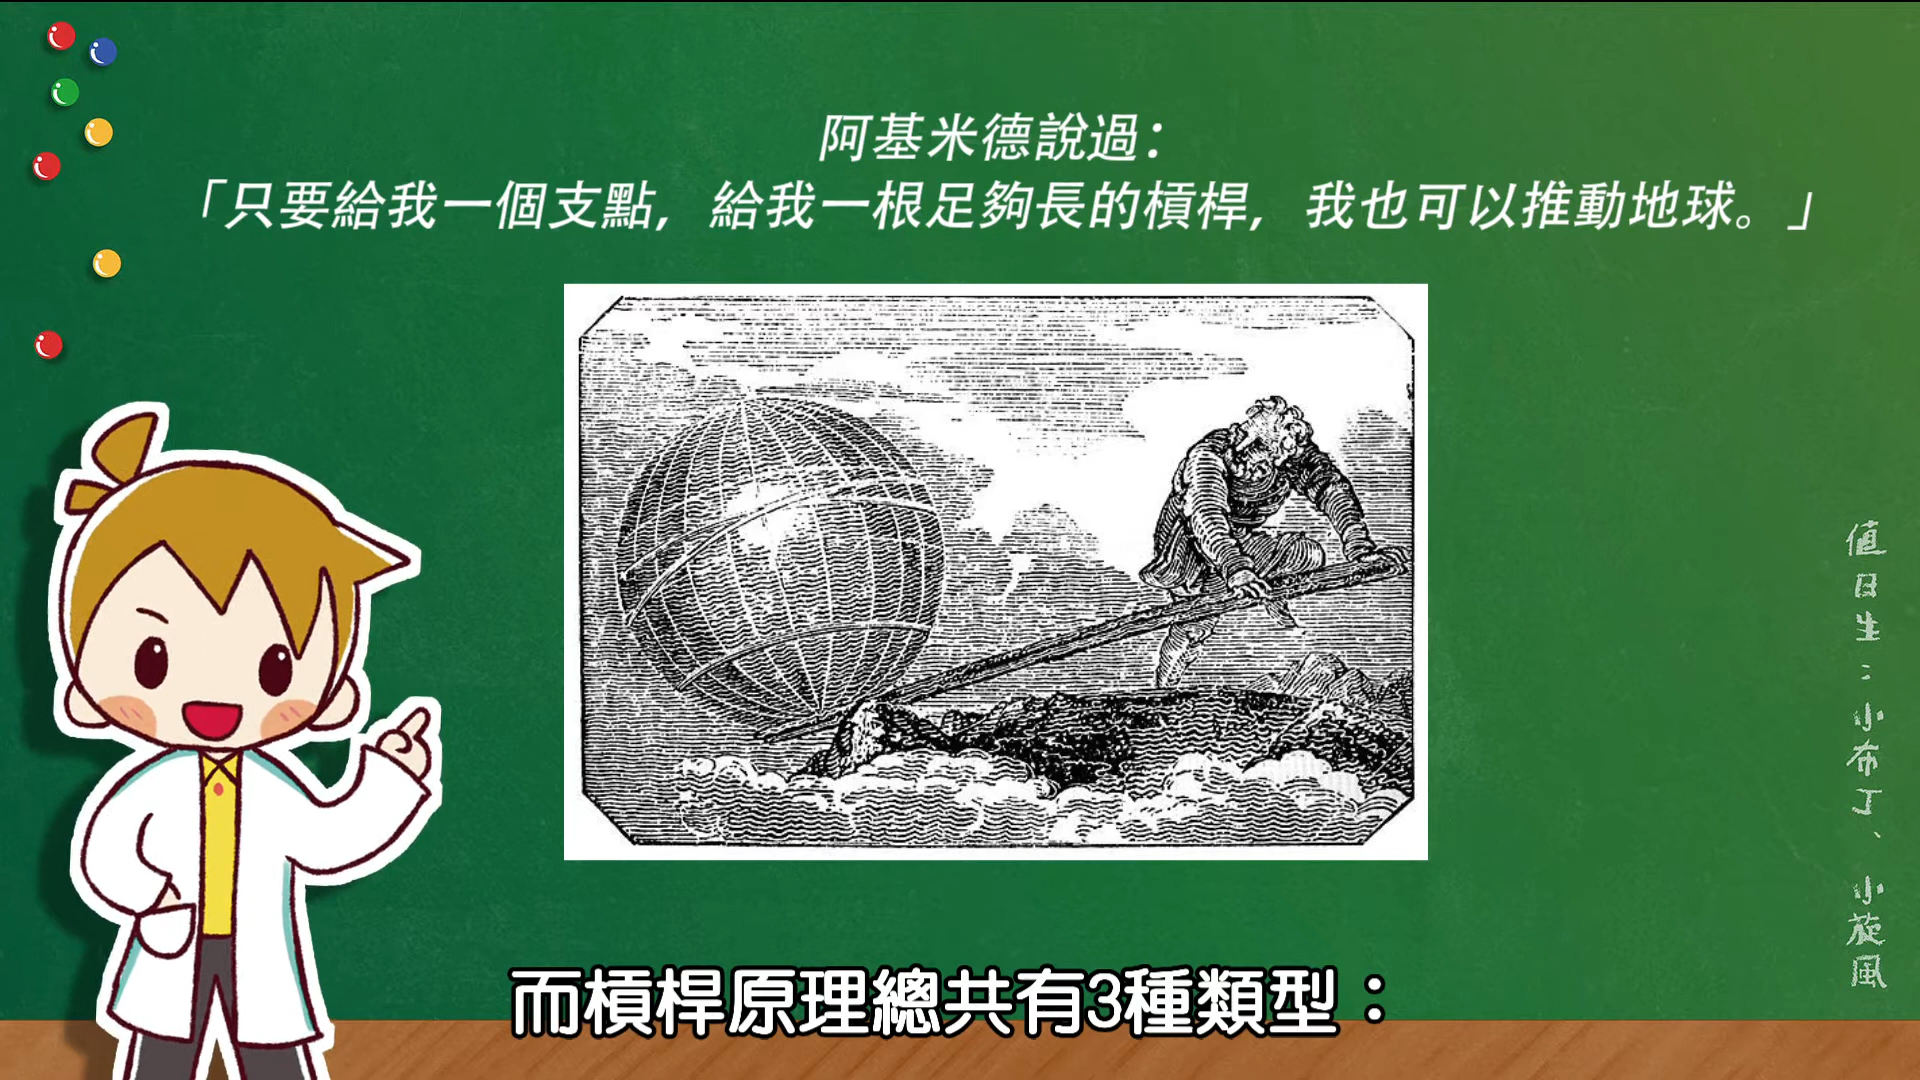 阿基米德說過：
「只要給我一個支點，給我一根足夠長的槓桿，我也可以推動地球。」
值日生：小布丁、小旋風
而槓桿原理總共有3種類型：